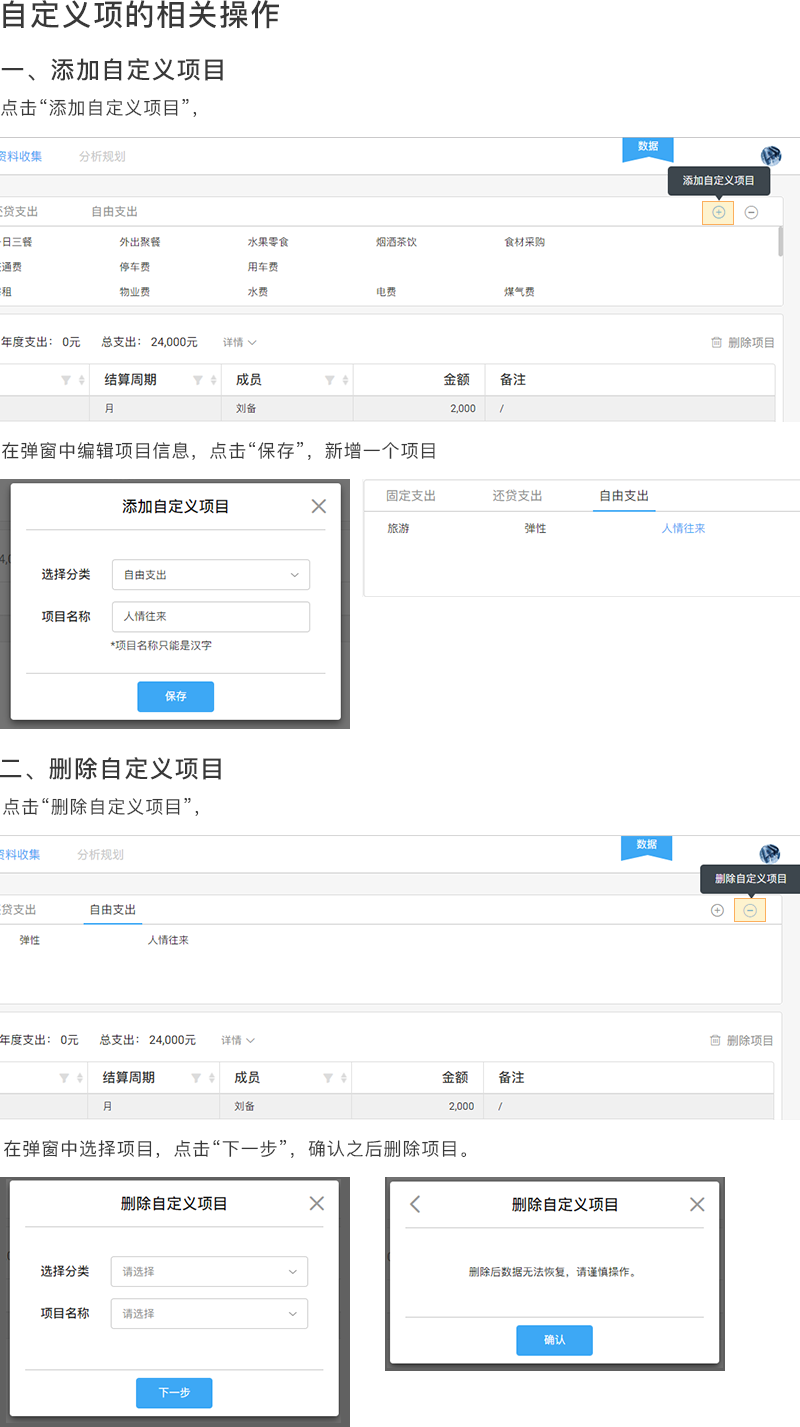 自定义项的相关操作
一、添加自定义项目
点击“添加自定义项目”，
资料收集 分析规划 数据
添加自定义项目
还贷支出 自由支出
日三餐 外出聚餐 水果零食 烟酒茶饮 食材采购
通费 停车费 用车费
租 物业费 水费 电费 煤气费
年度支出： 0元 总支出： 24,000元 详情 删除项目
结算周期 成员 金额 备注
月 刘备 2,000 /
在弹窗中编辑项目信息，点击“保存”，新增一个项目
添加自定义项目
选择分类 自由支出
项目名称 人情往来
*项目名称只能是汉字
保存
固定支出 还贷支出 自由支出
旅游 弹性 人情往来
二、删除自定义项目
点击“删除自定义项目”，
资料收集 分析规划 数据
删除自定义项目
贷支出 自由支出
弹性 人情往来
年度支出： 0元 总支出： 24,000元 详情 删除项目
结算周期 成员 金额 备注
月 刘备 2,000 /
在弹窗中选择项目，点击“下一步”，确认之后删除项目。
删除自定义项目
选择分类 请选择
项目名称 请选择
下一步
删除自定义项目
删除后数据无法恢复，请谨慎操作。
确认